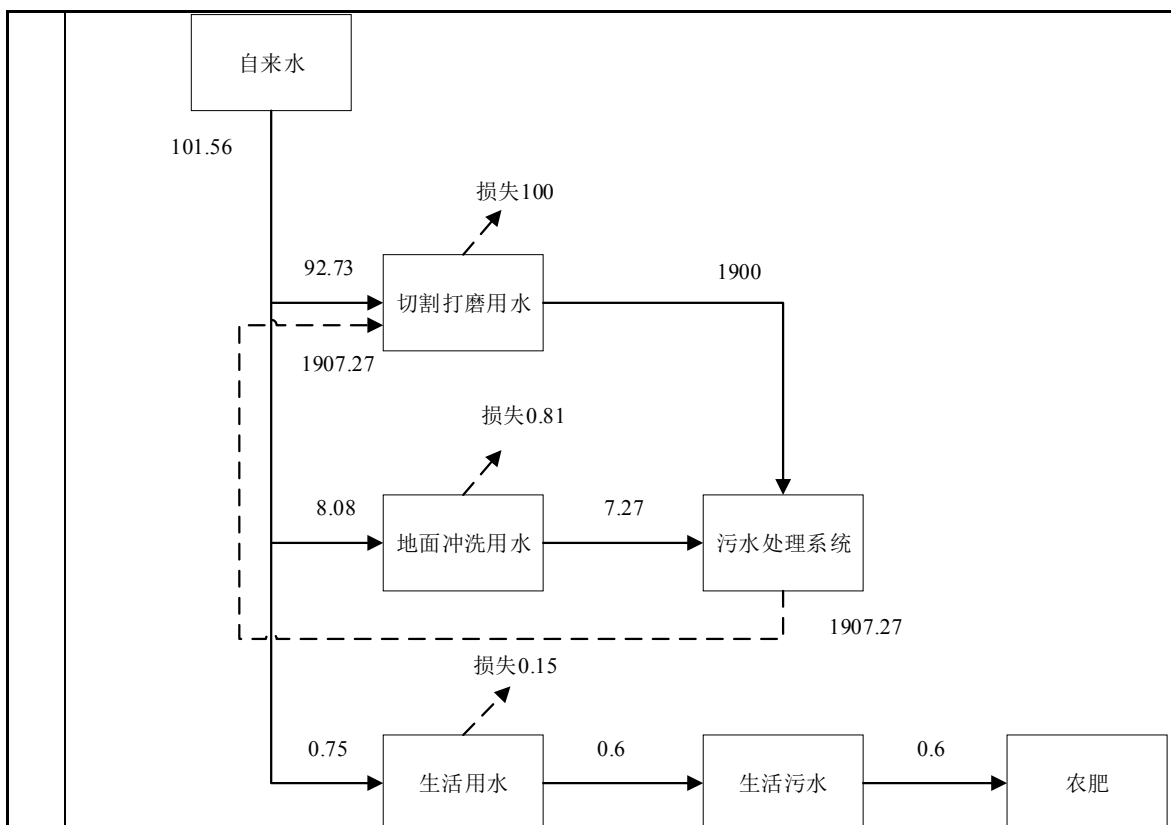 自来水
101.56
损失100
92.73
1900
切割打磨用水
1907.27
损失0.81
8.08
7.27
地面冲洗用水
污水处理系统
1907.27
损失0.15
0.75
0.6
0.6
生活用水
生活污水
农肥